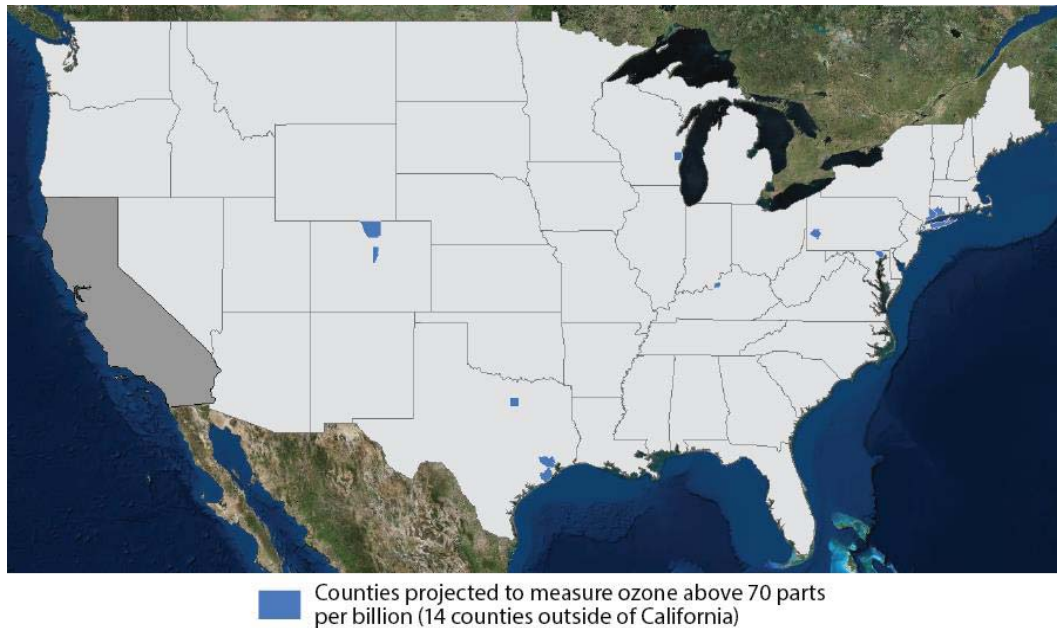 Counties projected to measure ozone above 70 parts
per billion (14 counties outside of California)